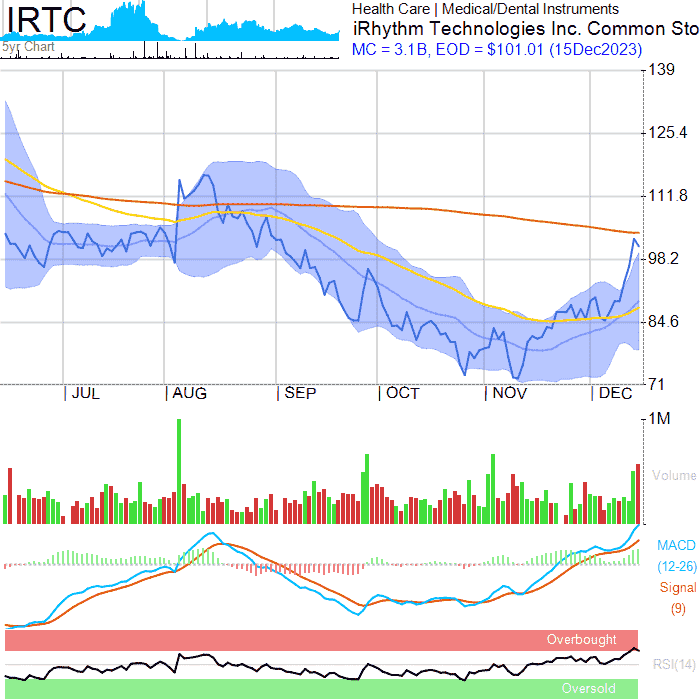 IRTC
5yr Chart
Health Care | Medical/Dental Instruments
iRhythm Technologies Inc. Common Sto
MC = 3.1B, EOD = $101.01 (15Dec2023)
139
125.4
111.8
98.2
84.6
71
| JUL | AUG | SEP | OCT | NOV | DEC
1M
Volume
MACD
(12-26)
Signal
(9)
Overbought
RSI(14)
Oversold